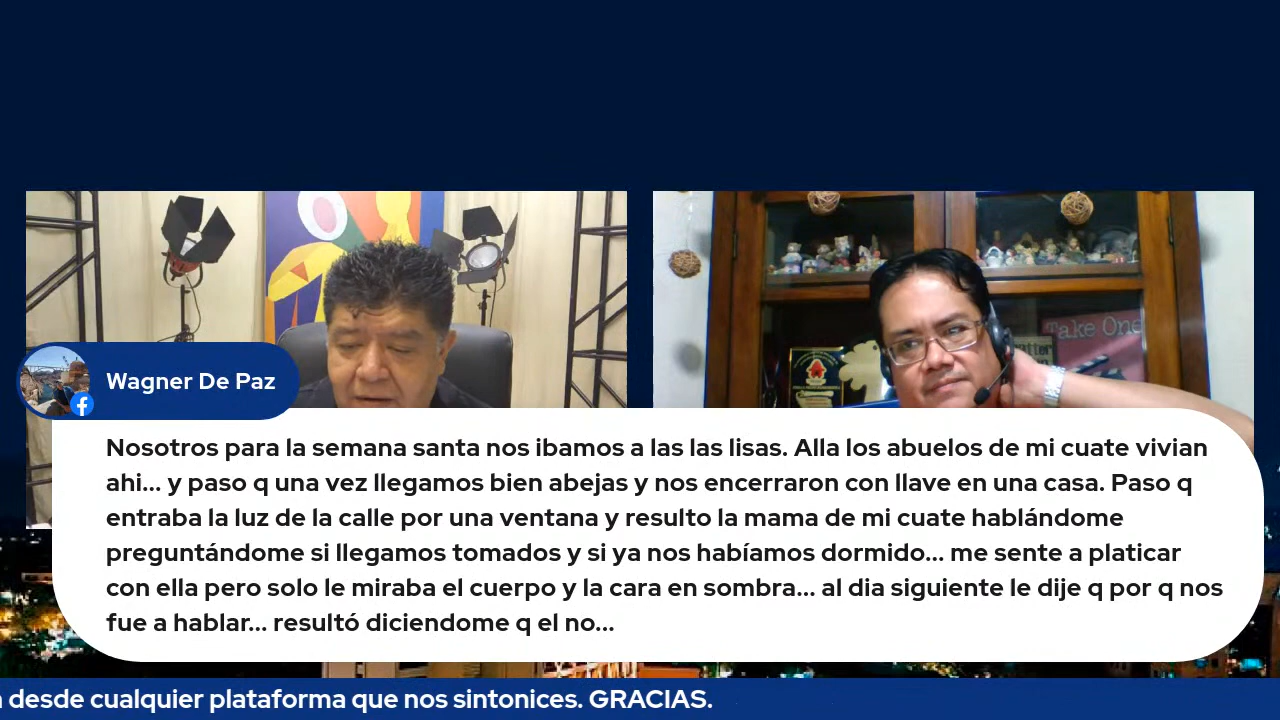 Take One
Wagner De Paz
Nosotros para la semana santa nos ibamos a las las lisas. Alla los abuelos de mi cuate vivian
ahi... y paso q una vez llegamos bien abejas y nos encerraron con llave en una casa. Paso q
entraba la luz de la calle por una ventana y resulto la mama de mi cuate hablándome
preguntándome si llegamos tomados y si ya nos habíamos dormido... me sente a platicar
con ella pero solo le miraba el cuerpo y la cara en sombra... al dia siguiente le dije q por q nos
fue a hablar... resultó diciendome q el no...
desde cualquier plataforma que nos sintonices. GRACIAS.